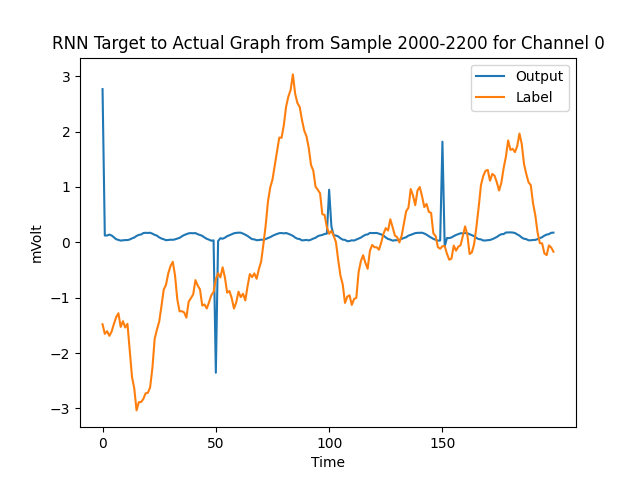 RNN Target to Actual Graph from Sample 2000-2200 for Channel 0
Output
Label
3
2
1
0
−1
−2
−3
mVolt
0 50 100 150
Time